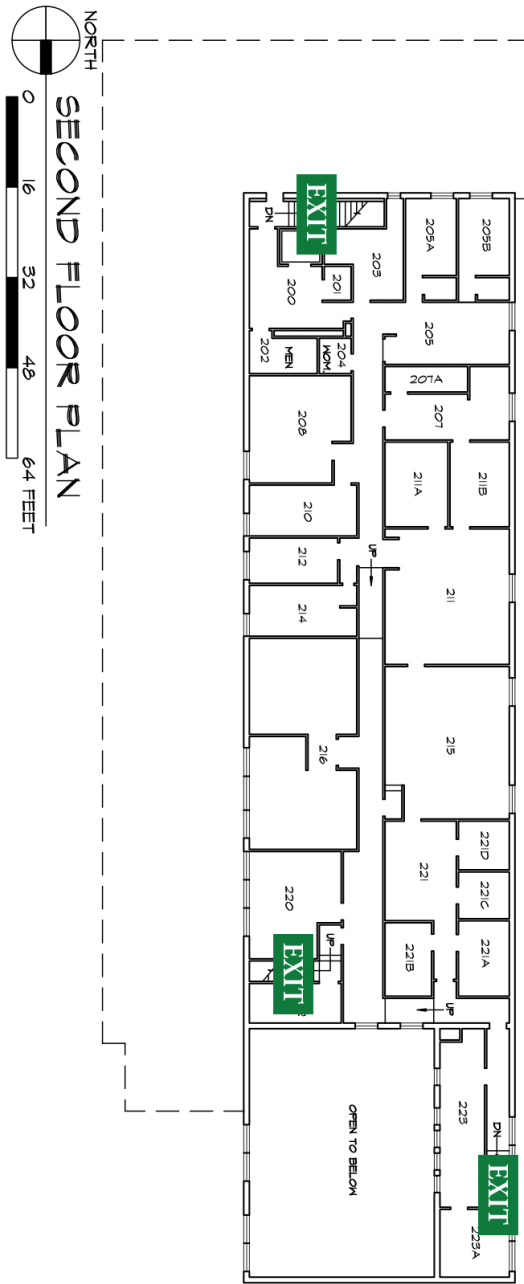 NORTH
SECOND FLOOR PLAN
0 16 32 48 64 FEET
EXIT
DN
205A
205B
203
201
200
205
202
MEN
WOM.
204
207A
207
208
211A
211B
210
UP
212
211
214
215
216
221D
221
221C
220
UP
EXIT
221B
221A
UP
223
DN
OPEN TO BELOW
EXIT
223A